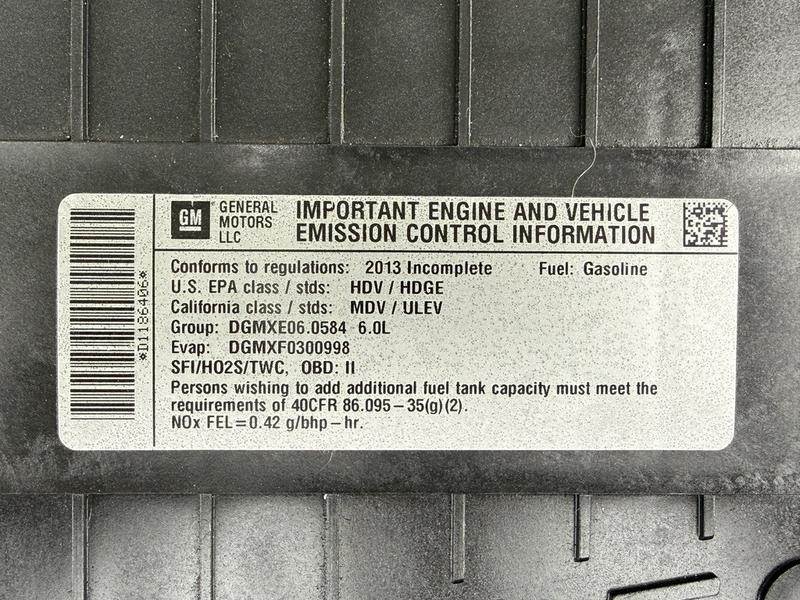 GM
GENERAL
MOTORS
LLC
IMPORTANT ENGINE AND VEHICLE
EMISSION CONTROL INFORMATION
*D1186406*
Conforms to regulations: 2013 Incomplete Fuel: Gasoline
U.S. EPA class / stds: HDV / HDGE
California class / stds: MDV / ULEV
Group: DGMXE06.0584 6.0L
Evap: DGMXF0300998
SFI/HO2S/TWC, OBD: II
Persons wishing to add additional fuel tank capacity must meet the
requirements of 40CFR 86.095-35(g)(2).
NOx FEL=0.42 g/bhp-hr.